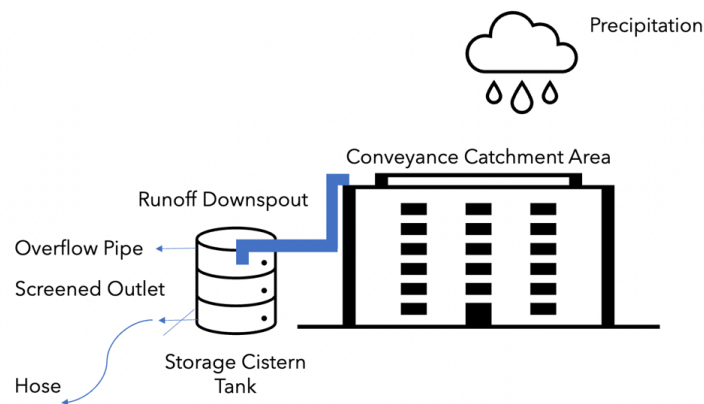 Precipitation
Conveyance Catchment Area
Runoff Downspout
Overflow Pipe
Screened Outlet
Storage Cistern
Tank
Hose